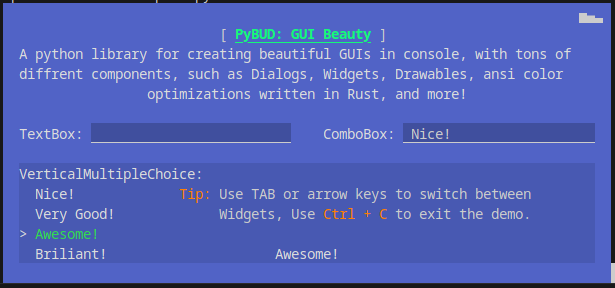 [ PyBUD: GUI Beauty ]
A python library for creating beautiful GUIs in console, with tons of
diffrent components, such as Dialogs, Widgets, Drawables, ansi color
optimizations written in Rust, and more!
TextBox: ComboBox: Nice!
VerticalMultipleChoice:
Nice! Tip: Use TAB or arrow keys to switch between
Very Good! Widgets, Use Ctrl + C to exit the demo.
> Awesome!
Briliant! Awesome!